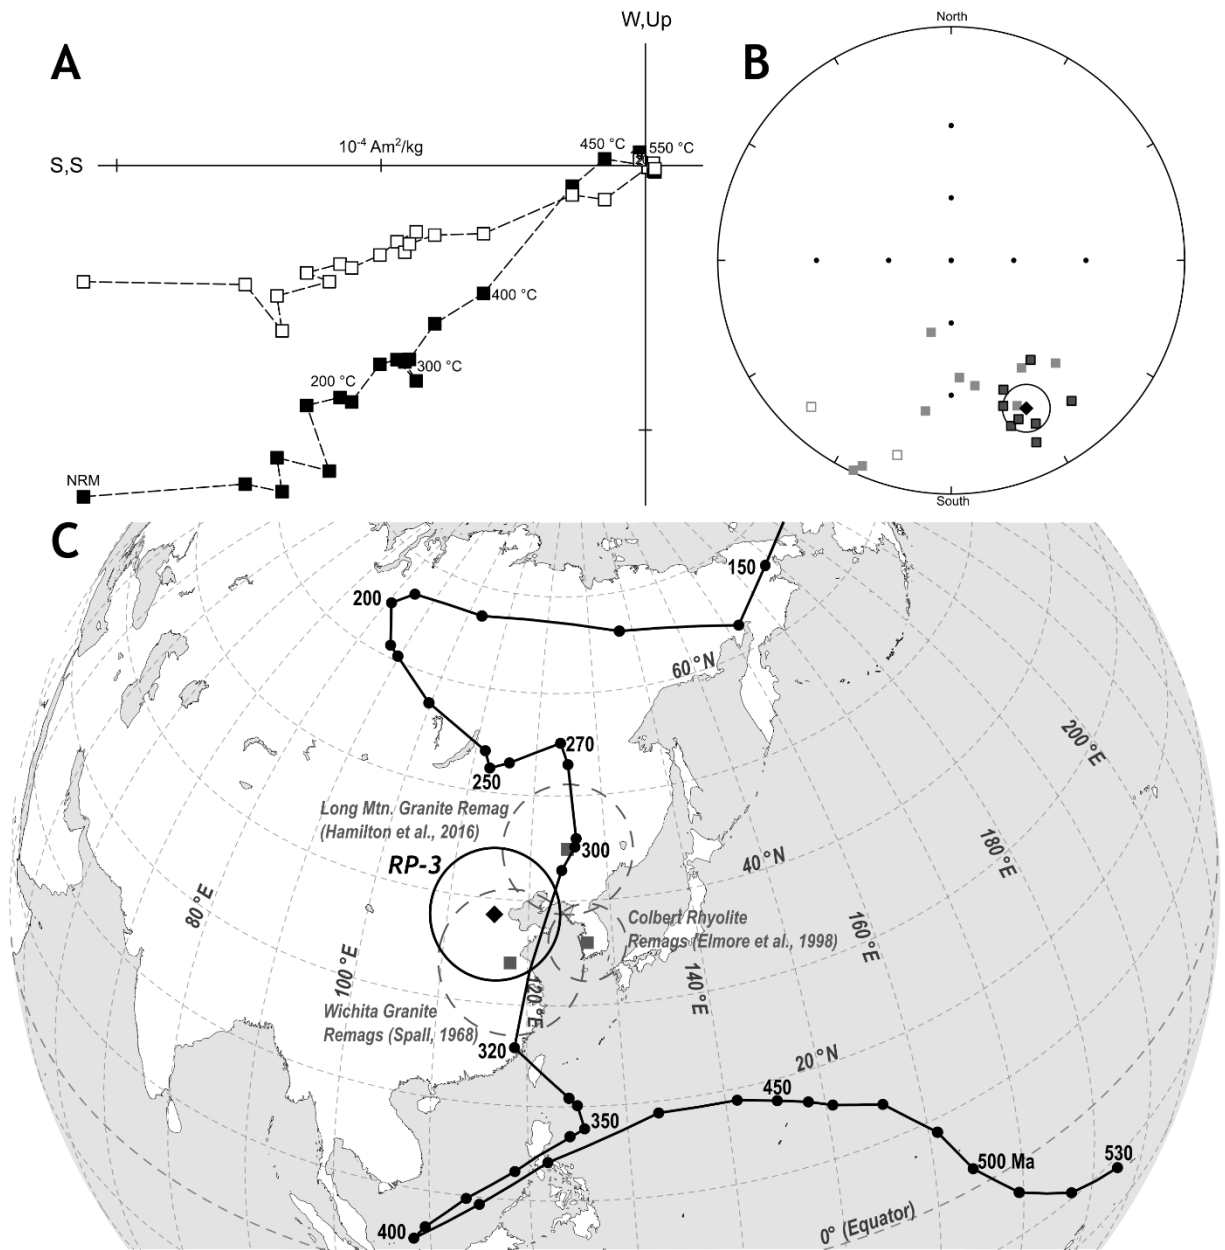 A
W,Up
S,S
10⁻⁴ Am²/kg
450 °C
550 °C
400 °C
300 °C
200 °C
NRM
B
North
South
C
150
200
60°N
270
250
200°E
Long Mtn. Granite Remag
(Hamilton et al., 2016)
300
RP-3
40°N
180°E
80°E
Colbert Rhyolite
Remags (Elmore et al., 1998)
160°E
100°E
140°E
120°E
Wichita Granite
Remags (Spall, 1968)
320
20°N
450
350
500 Ma
530
400
0° (Equator)